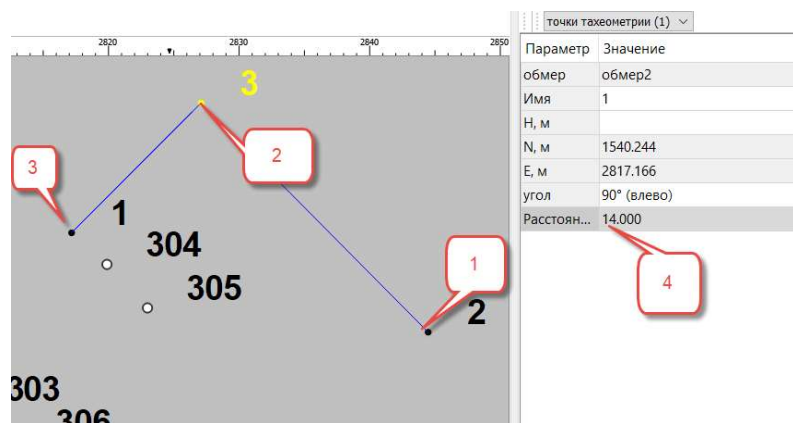 точки тахеометрии (1)
2820
2830
2840
2850
Параметр Значение
обмер обмер2
Имя 1
H, м
N, м 1540.244
E, м 2817.166
угол 90° (влево)
Расстоян... 14.000
3
2
3
1
304
305
1
2
4
303
306